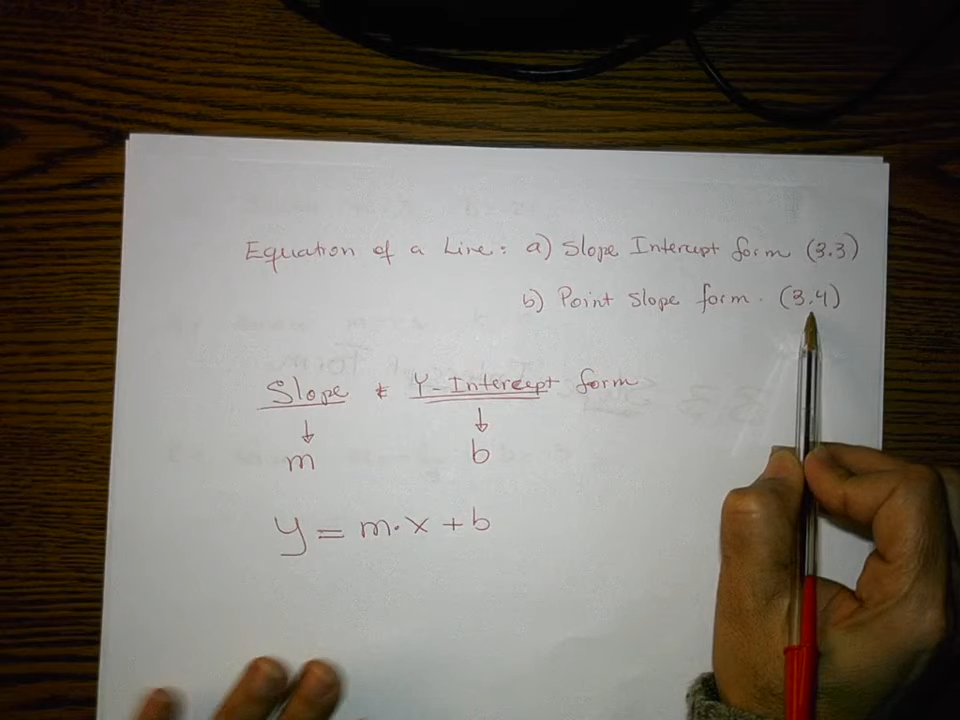 Equation of a Line: a) Slope Intercept form (3.3)
b) Point Slope form. (3.4)
Slope & Y-Intercept form
↓ ↓
m b
y = m·x + b